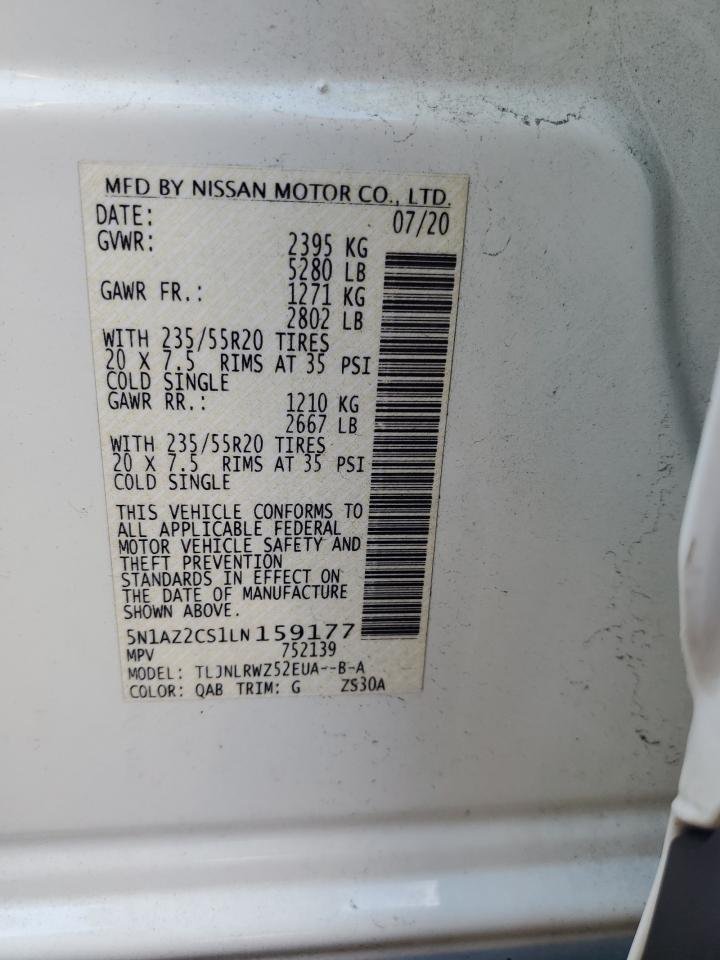 MFD BY NISSAN MOTOR CO., LTD.
DATE: 07/20
GVWR: 2395 KG
5280 LB
GAWR FR.: 1271 KG
2802 LB
WITH 235/55R20 TIRES
20 X 7.5 RIMS AT 35 PSI
COLD SINGLE
GAWR RR.: 1210 KG
2667 LB
WITH 235/55R20 TIRES
20 X 7.5 RIMS AT 35 PSI
COLD SINGLE
THIS VEHICLE CONFORMS TO
ALL APPLICABLE FEDERAL
MOTOR VEHICLE SAFETY AND
THEFT PREVENTION
STANDARDS IN EFFECT ON
THE DATE OF MANUFACTURE
SHOWN ABOVE.
5N1AZ2CS1LN159177
MPV 752139
MODEL: TLJNLRWZ52EUA--B-A
COLOR: QAB TRIM: G ZS30A